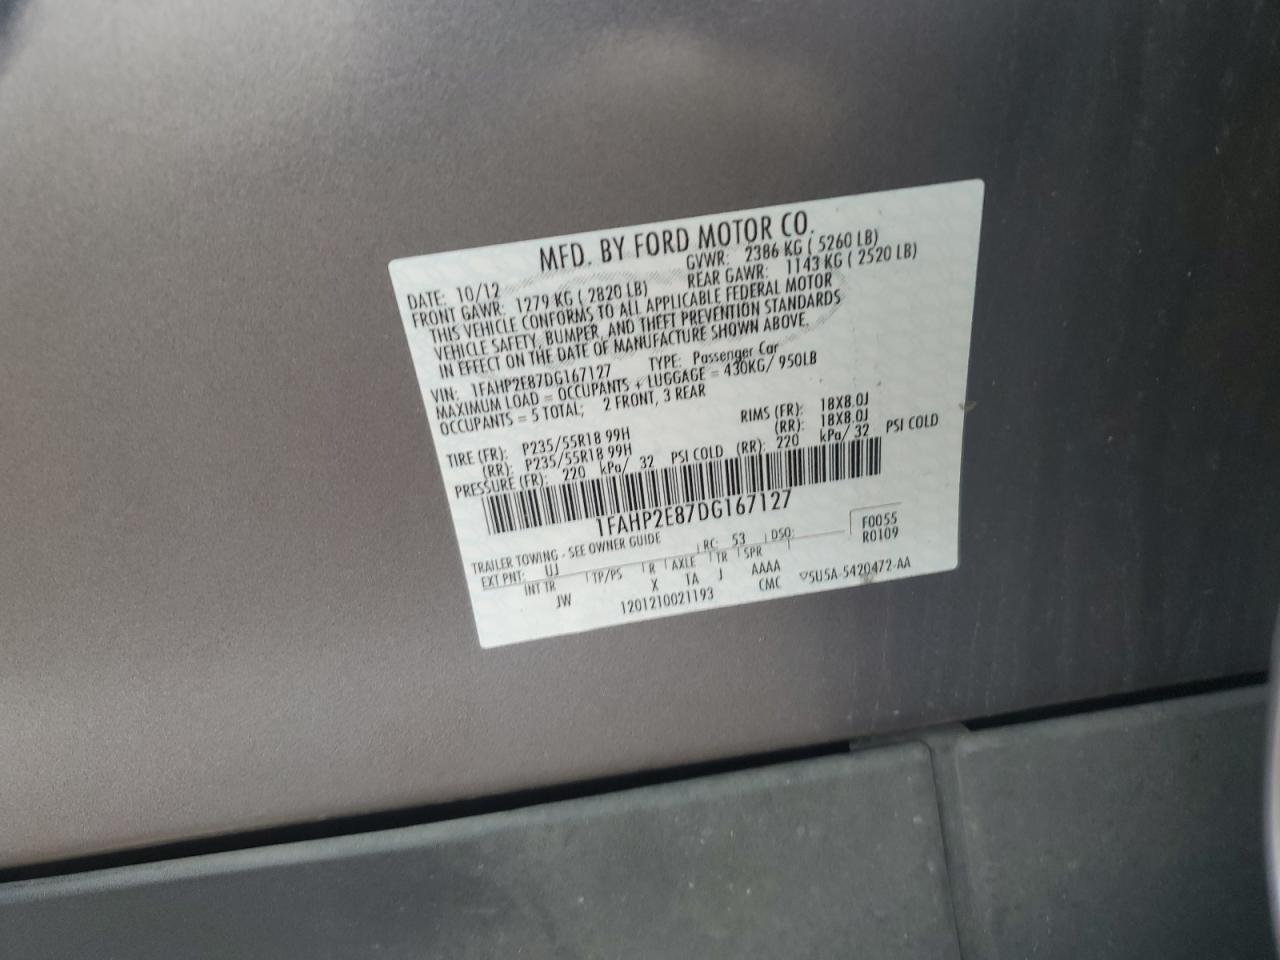 MFD. BY FORD MOTOR CO.
DATE: 10/12 GVWR: 2386 KG ( 5260 LB)
FRONT GAWR: 1279 KG ( 2820 LB) REAR GAWR: 1143 KG ( 2520 LB)
THIS VEHICLE CONFORMS TO ALL APPLICABLE FEDERAL MOTOR
VEHICLE SAFETY, BUMPER, AND THEFT PREVENTION STANDARDS
IN EFFECT ON THE DATE OF MANUFACTURE SHOWN ABOVE.
VIN: 1FAHP2E87DG167127 TYPE: Passenger Car
MAXIMUM LOAD = OCCUPANTS + LUGGAGE = 430KG/ 950LB
OCCUPANTS = 5 TOTAL; 2 FRONT, 3 REAR
TIRE (FR): P235/55R18 99H RIMS (FR): 18X8.0J
(RR): P235/55R18 99H (RR): 18X8.0J
PRESSURE (FR): 220 kPa/ 32 PSI COLD (RR): 220 kPa/ 32 PSI COLD
1FAHP2E87DG167127
TRAILER TOWING - SEE OWNER GUIDE
F0055
EXT PNT: UJ RC: 53 DSO: R0109
INT TR TP/PS R AXLE TR SPR
JW X TA J AAAA
1201210021193 CMC ▽5U5A-5420472-AA